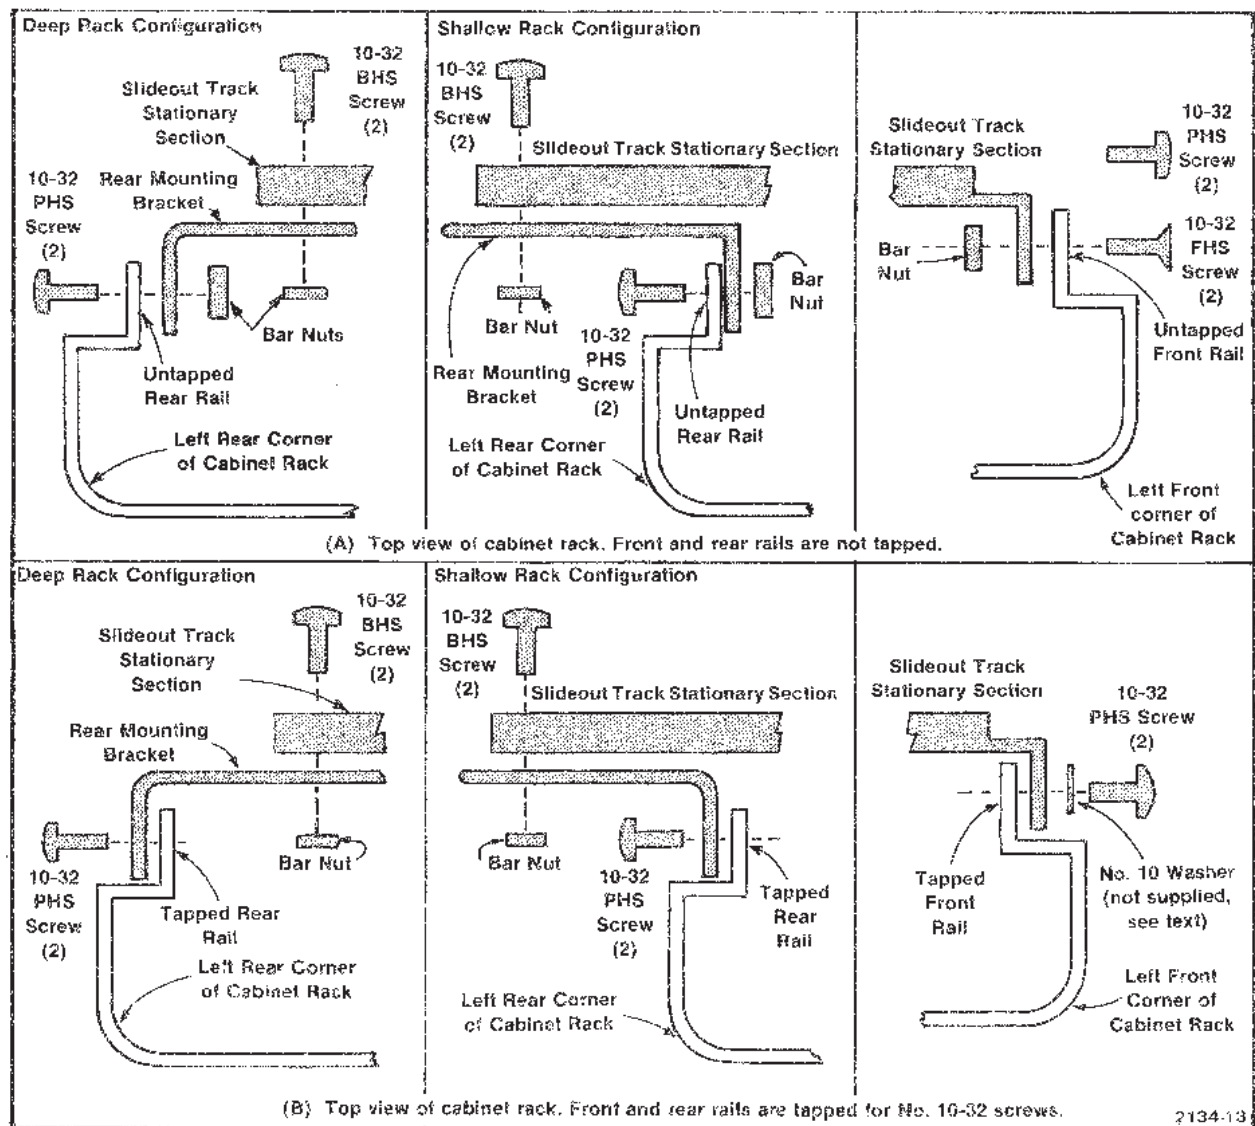 Deep Rack Configuration
10-32
BHS
Screw
(2)
Slideout Track
Stationary
Section
10-32
PHS
Screw
(2)
Rear Mounting
Bracket
Bar Nuts
Untapped
Rear Rail
Left Rear Corner
of Cabinet Rack
Shallow Rack Configuration
10-32
BHS
Screw
(2)
Slideout Track Stationary Section
Bar
Nut
Bar Nut
10-32
PHS
Screw
(2)
Rear Mounting
Bracket
Untapped
Rear Rail
Left Rear Corner
of Cabinet Rack
Slideout Track
Stationary Section
10-32
PHS
Screw
(2)
10-32
FHS
Screw
(2)
Bar
Nut
Untapped
Front Rail
Left Front
corner of
Cabinet Rack
(A) Top view of cabinet rack. Front and rear rails are not tapped.
Deep Rack Configuration
10-32
BHS
Screw
(2)
Slideout Track
Stationary
Section
Rear Mounting
Bracket
Bar Nut
10-32
PHS
Screw
(2)
Tapped Rear
Rail
Left Rear Corner
of Cabinet Rack
Shallow Rack Configuration
10-32
BHS
Screw
(2)
Slideout Track Stationary Section
Bar Nut
10-32
PHS
Screw
(2)
Tapped
Rear
Rail
Left Rear Corner
of Cabinet Rack
Slideout Track
Stationary Section
10-32
PHS Screw
(2)
Tapped
Front
Rail
No. 10 Washer
(not supplied,
see text)
Left Front
Corner of
Cabinet Rack
(B) Top view of cabinet rack. Front and rear rails are tapped for No. 10-32 screws.
2134-13